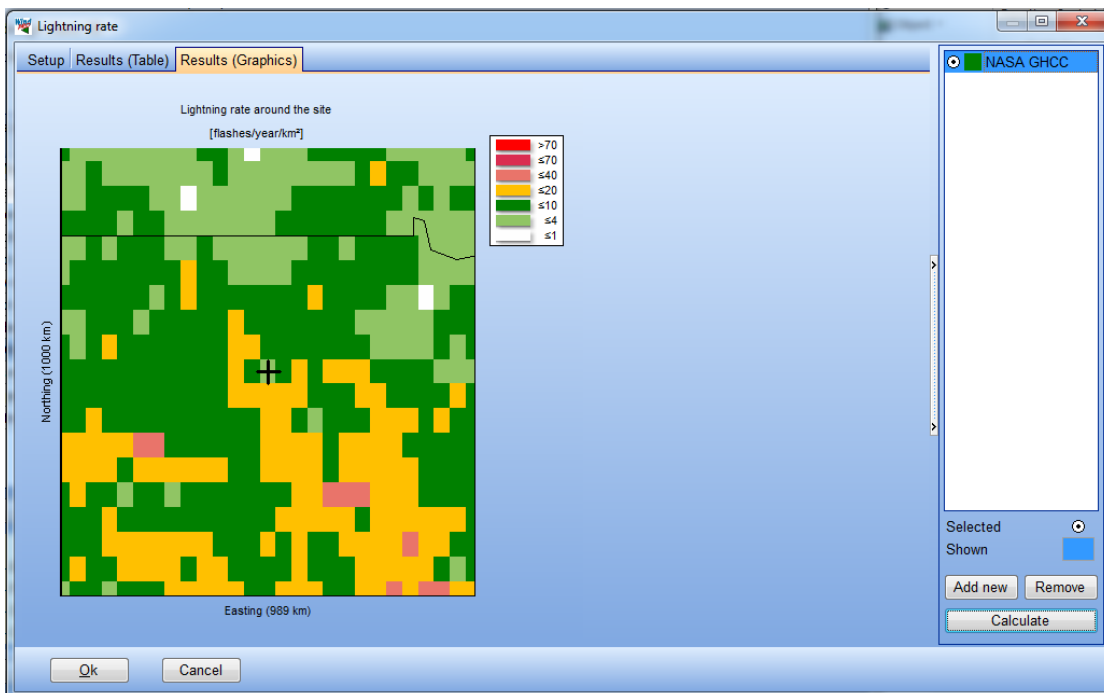 Wind
Lightning rate
Setup
Results (Table)
Results (Graphics)
NASA GHCC
Lightning rate around the site
[flashes/year/km²]
>70
≤70
≤40
≤20
≤10
≤4
≤1
Northing (1000 km)
Easting (989 km)
Selected
Shown
Add new
Remove
Calculate
Ok
Cancel